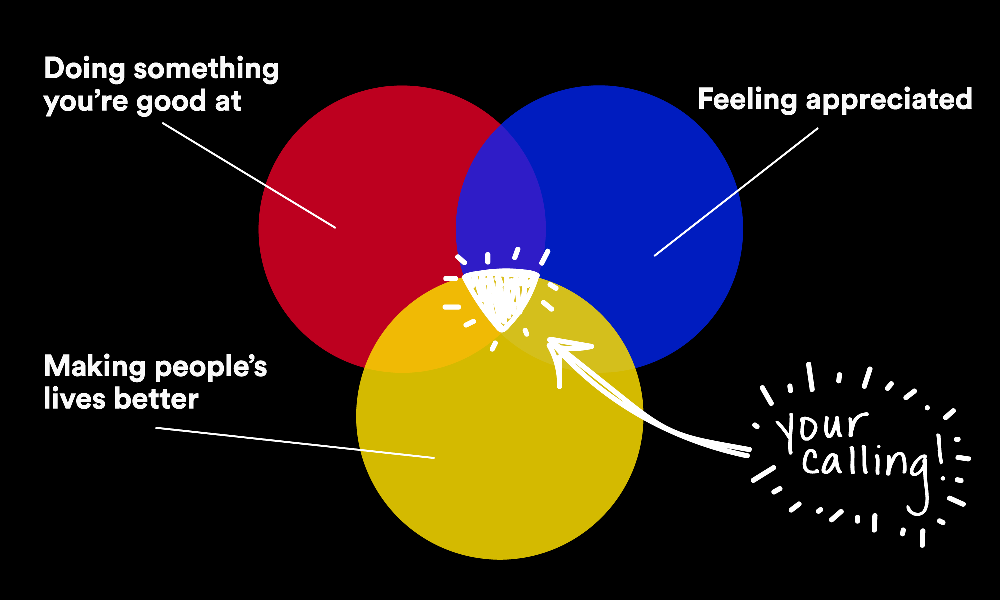 Doing something
you’re good at
Feeling appreciated
Making people’s
lives better
your
calling!